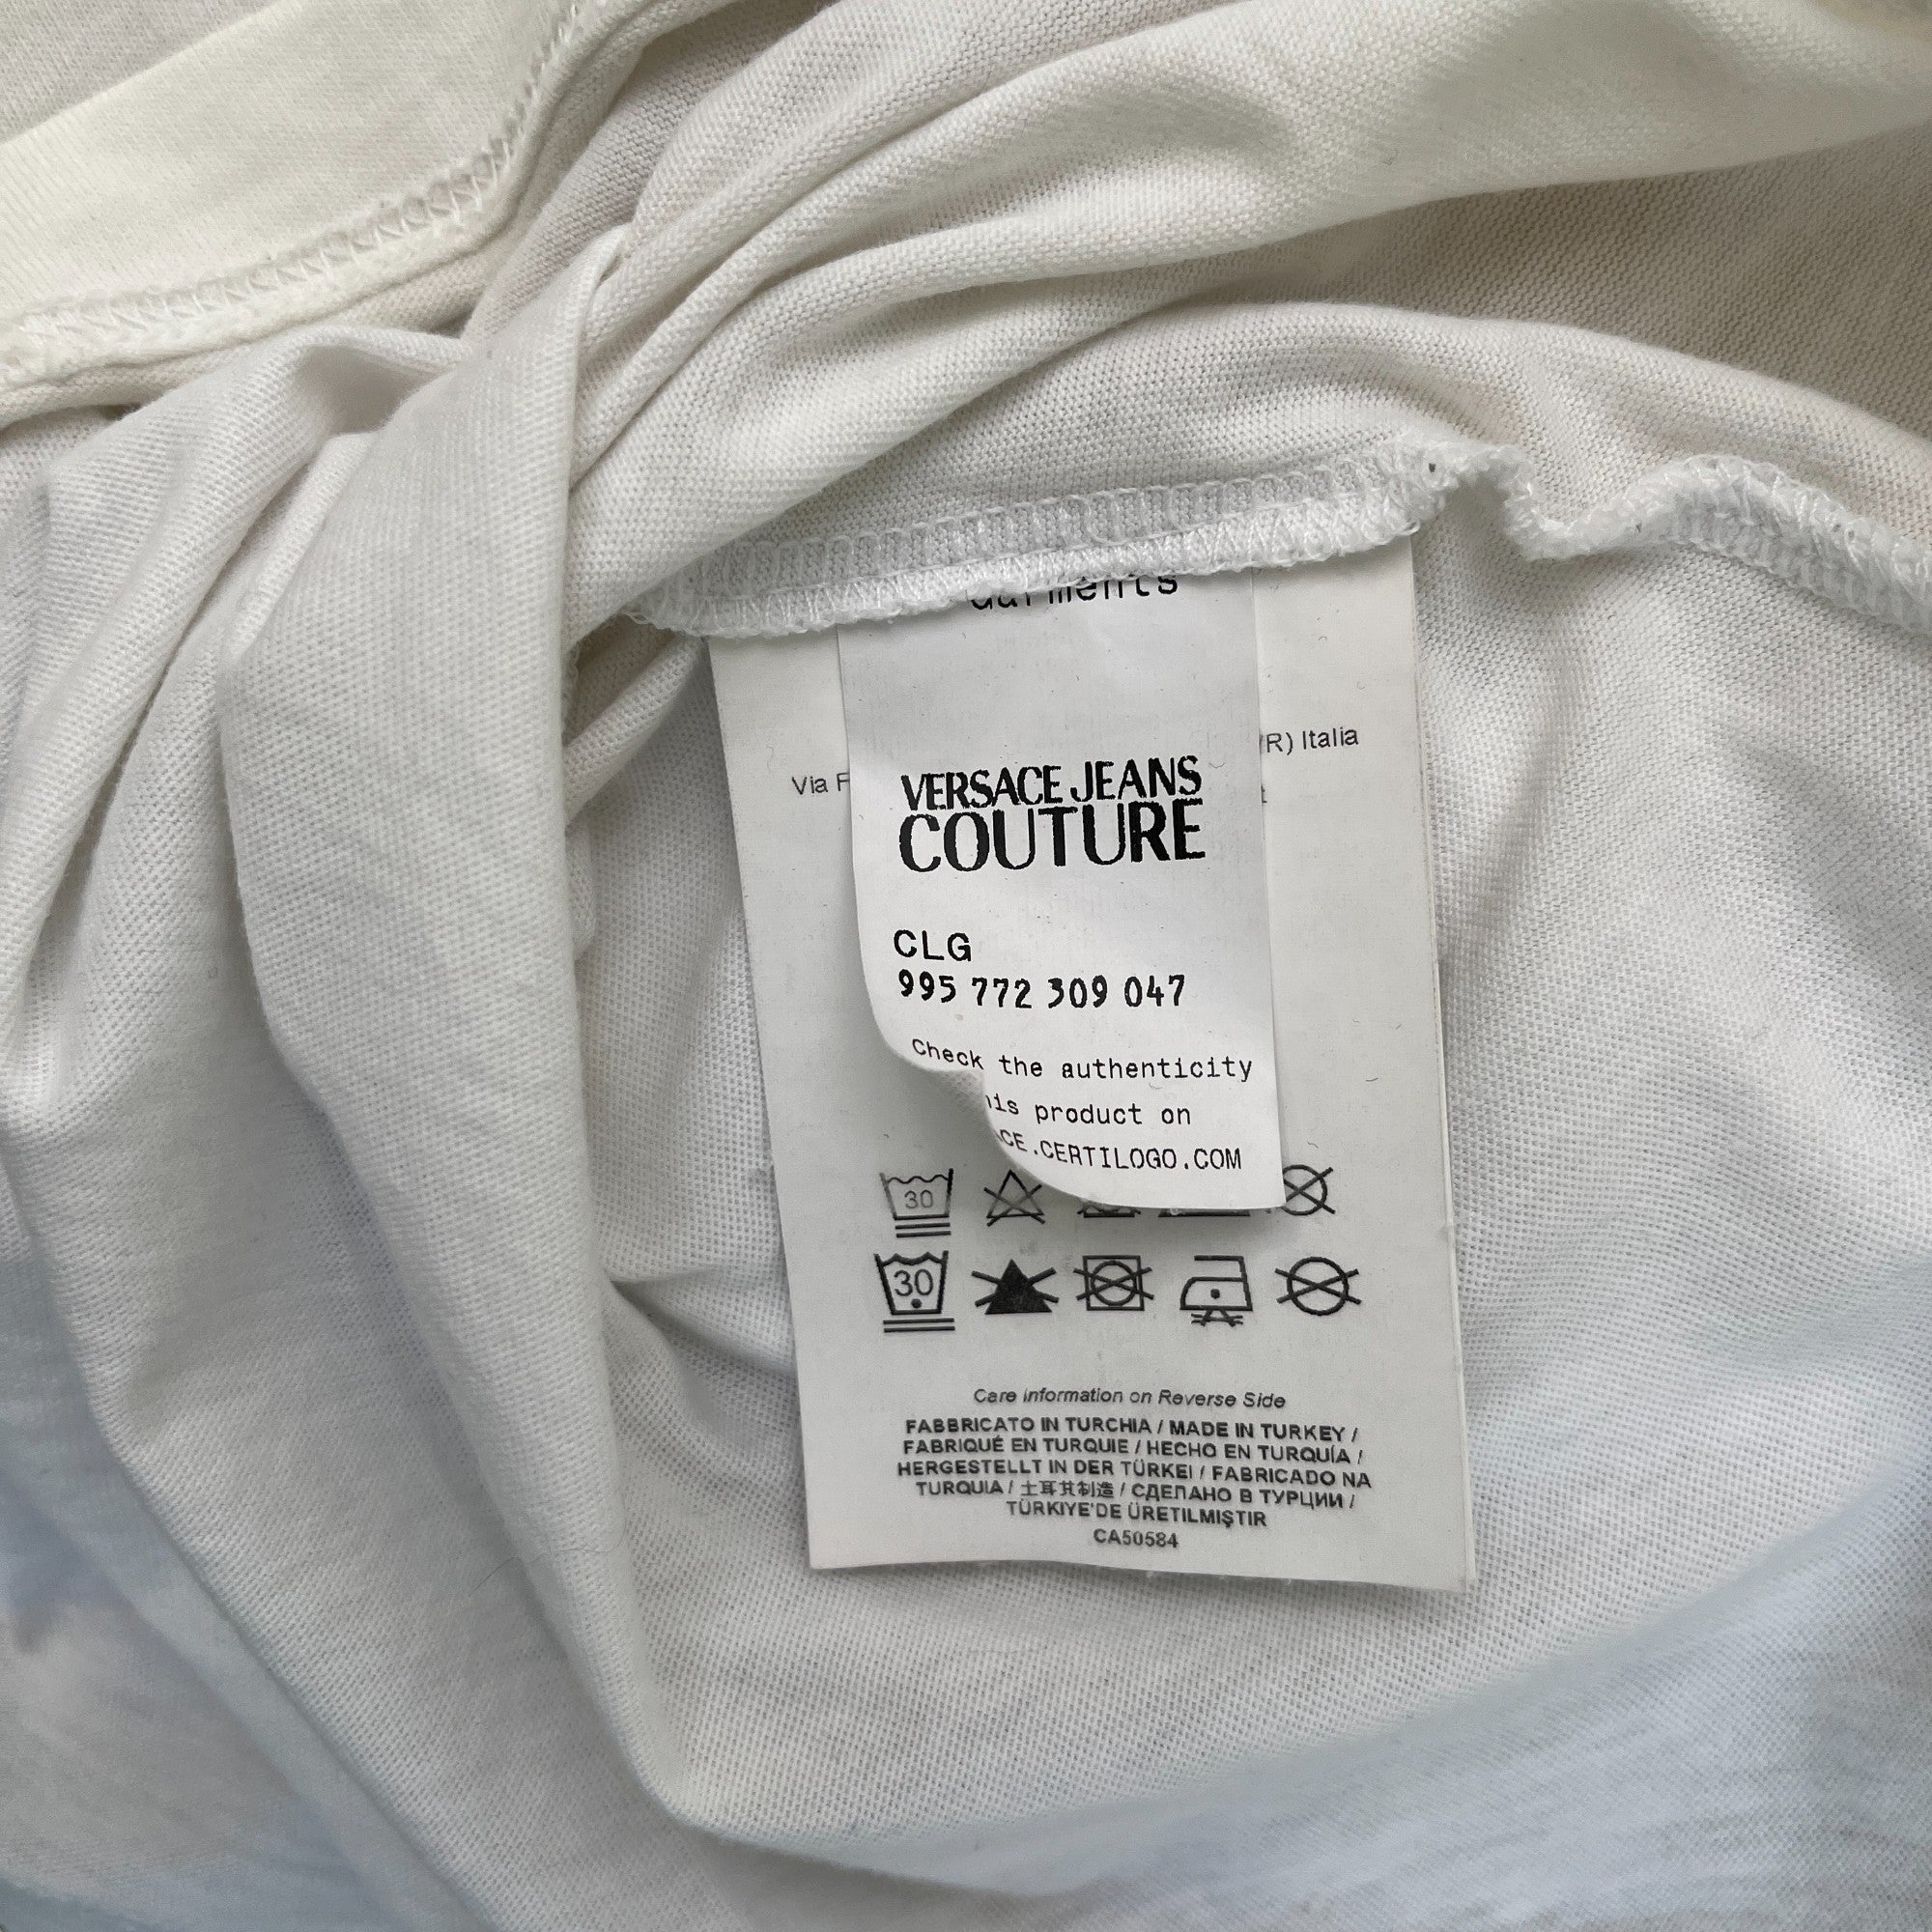 Garments
Via F
(R) Italia
VERSACE JEANS
COUTURE
CLG
995 772 309 047
Check the authenticity
his product on
CE.CERTILOGO.COM
30
30
Care information on Reverse Side
FABBRICATO IN TURCHIA / MADE IN TURKEY /
FABRIQUÉ EN TURQUIE / HECHO EN TURQUÍA /
HERGESTELLT IN DER TÜRKEI / FABRICADO NA
TURQUIA / 土耳其制造 / СДЕЛАНО В ТУРЦИИ /
TÜRKIYE'DE ÜRETILMIŞTIR
CA50584